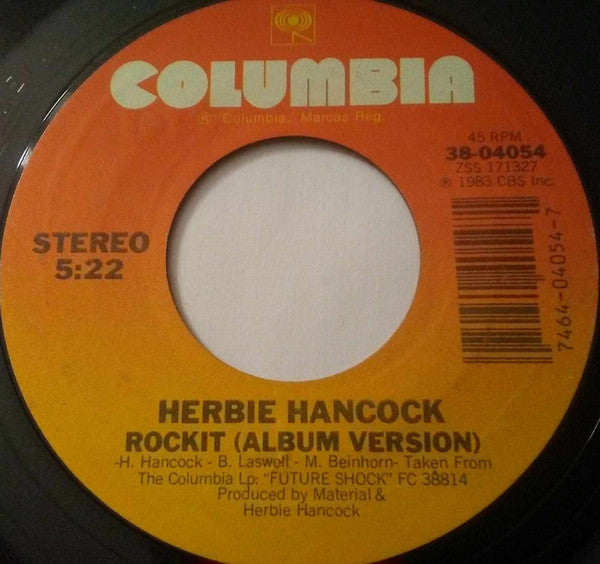 COLUMBIA
® "Columbia," Marcas Reg.
45 RPM
38-04054
ZSS 171327
℗ 1983 CBS Inc.
STEREO
5:22
7464-04054-7
HERBIE HANCOCK
ROCKIT (ALBUM VERSION)
-H. Hancock - B. Laswell - M. Beinhorn- Taken From
The Columbia Lp: "FUTURE SHOCK" FC 38814
Produced by Material &
Herbie Hancock